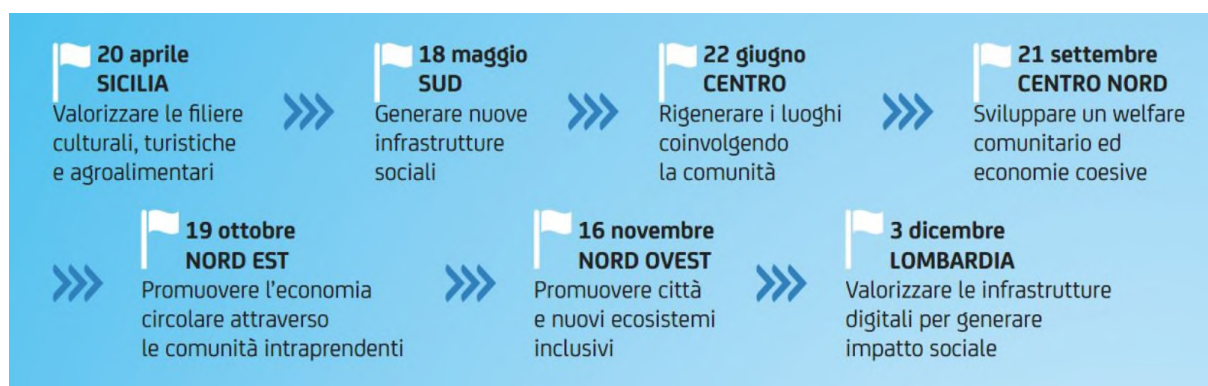 20 aprile
SICILIA
Valorizzare le filiere
culturali, turistiche
e agroalimentari
18 maggio
SUD
Generare nuove
infrastrutture
sociali
22 giugno
CENTRO
Rigenerare i luoghi
coinvolgendo
la comunità
21 settembre
CENTRO NORD
Sviluppare un welfare
comunitario ed
economie coesive
19 ottobre
NORD EST
Promuovere l'economia
circolare attraverso
le comunità intraprendenti
16 novembre
NORD OVEST
Promuovere città
e nuovi ecosistemi
inclusivi
3 dicembre
LOMBARDIA
Valorizzare le infrastrutture
digitali per generare
impatto sociale